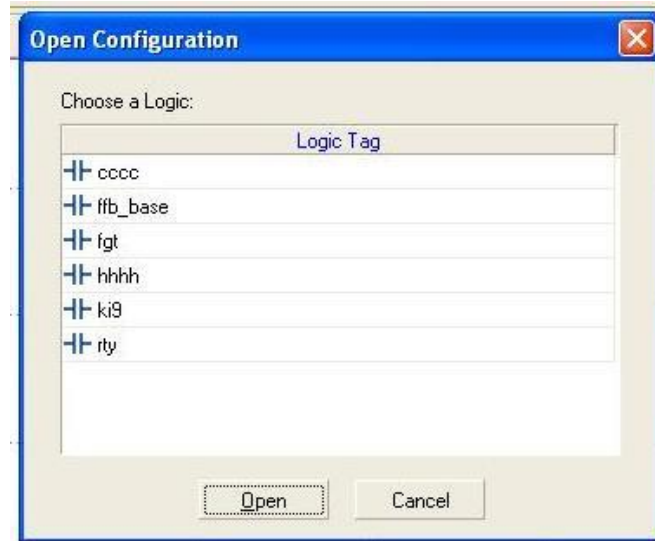 Open Configuration
Choose a Logic:
Logic Tag
cccc
ffb_base
fgt
hhhh
ki9
rty
Open
Cancel